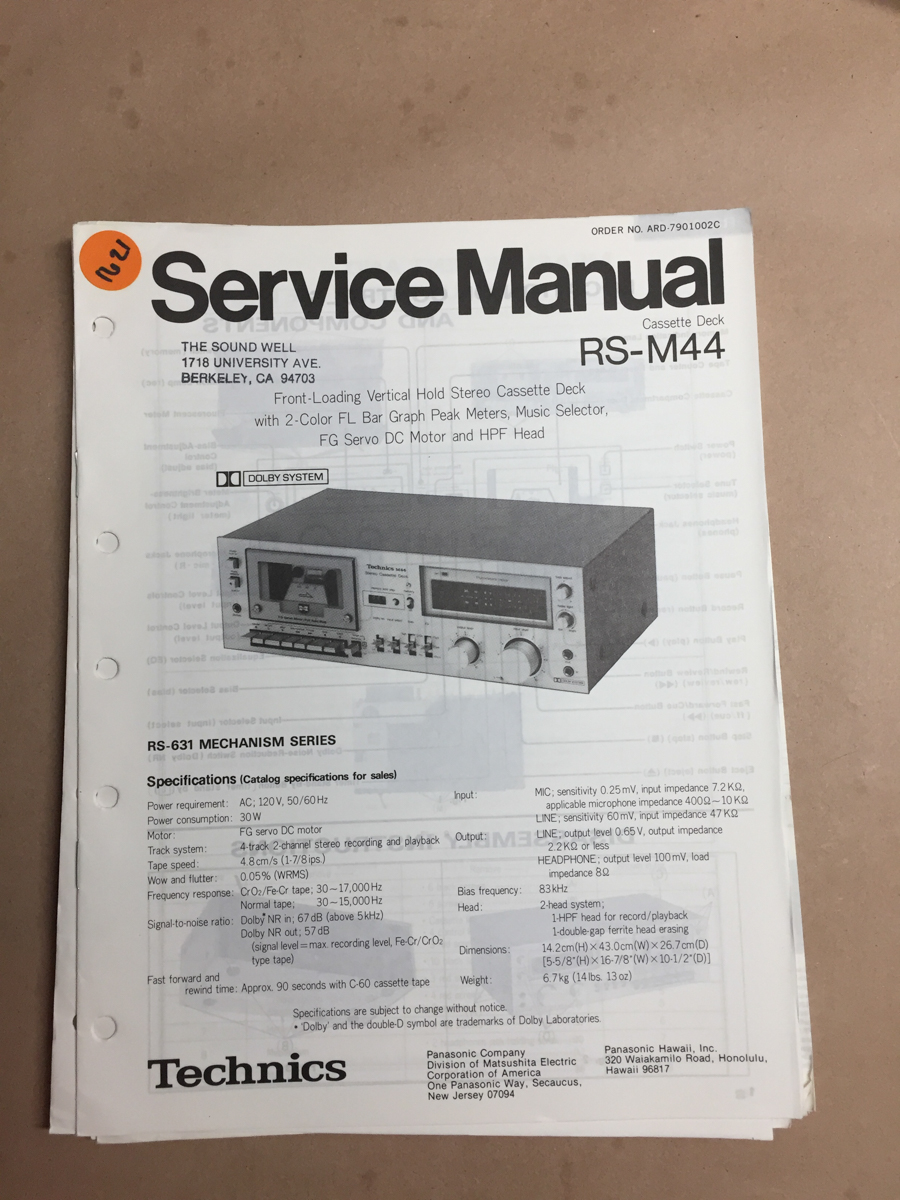 ORDER NO. ARD-7901002C
Service Manual
Cassette Deck
RS-M44
THE SOUND WELL
1718 UNIVERSITY AVE.
BERKELEY, CA 94703
Front-Loading Vertical Hold Stereo Cassette Deck
with 2-Color FL Bar Graph Peak Meters, Music Selector,
FG Servo DC Motor and HPF Head
DOLBY SYSTEM
Technics
RS-631 MECHANISM SERIES
Specifications (Catalog specifications for sales)
Power requirement: AC; 120V, 50/60Hz
Power consumption: 30W
Motor: FG servo DC motor
Track system: 4-track 2-channel stereo recording and playback
Tape speed: 4.8cm/s (1-7/8ips.)
Wow and flutter: 0.05% (WRMS)
Frequency response: CrO2/Fe-Cr tape; 30~17,000Hz
Normal tape; 30~15,000Hz
Signal-to-noise ratio: Dolby* NR in; 67dB (above 5kHz)
Dolby NR out; 57dB
(signal level=max. recording level, Fe-Cr/CrO2
type tape)
Fast forward and
rewind time: Approx. 90 seconds with C-60 cassette tape
Input: MIC; sensitivity 0.25mV, input impedance 7.2KΩ,
applicable microphone impedance 400Ω~10KΩ
LINE; sensitivity 60mV, input impedance 47KΩ
Output: LINE; output level 0.65V, output impedance
2.2KΩ or less
HEADPHONE; output level 100mV, load
impedance 8Ω
Bias frequency: 83kHz
Head: 2-head system;
1-HPF head for record/playback
1-double-gap ferrite head erasing
Dimensions: 14.2cm(H)×43.0cm(W)×26.7cm(D)
[5-5/8"(H)×16-7/8"(W)×10-1/2"(D)]
Weight: 6.7kg (14lbs. 13oz)
Specifications are subject to change without notice.
• 'Dolby' and the double-D symbol are trademarks of Dolby Laboratories.
Technics
Panasonic Company
Division of Matsushita Electric
Corporation of America
One Panasonic Way, Secaucus,
New Jersey 07094
Panasonic Hawaii, Inc.
320 Waiakamilo Road, Honolulu,
Hawaii 96817